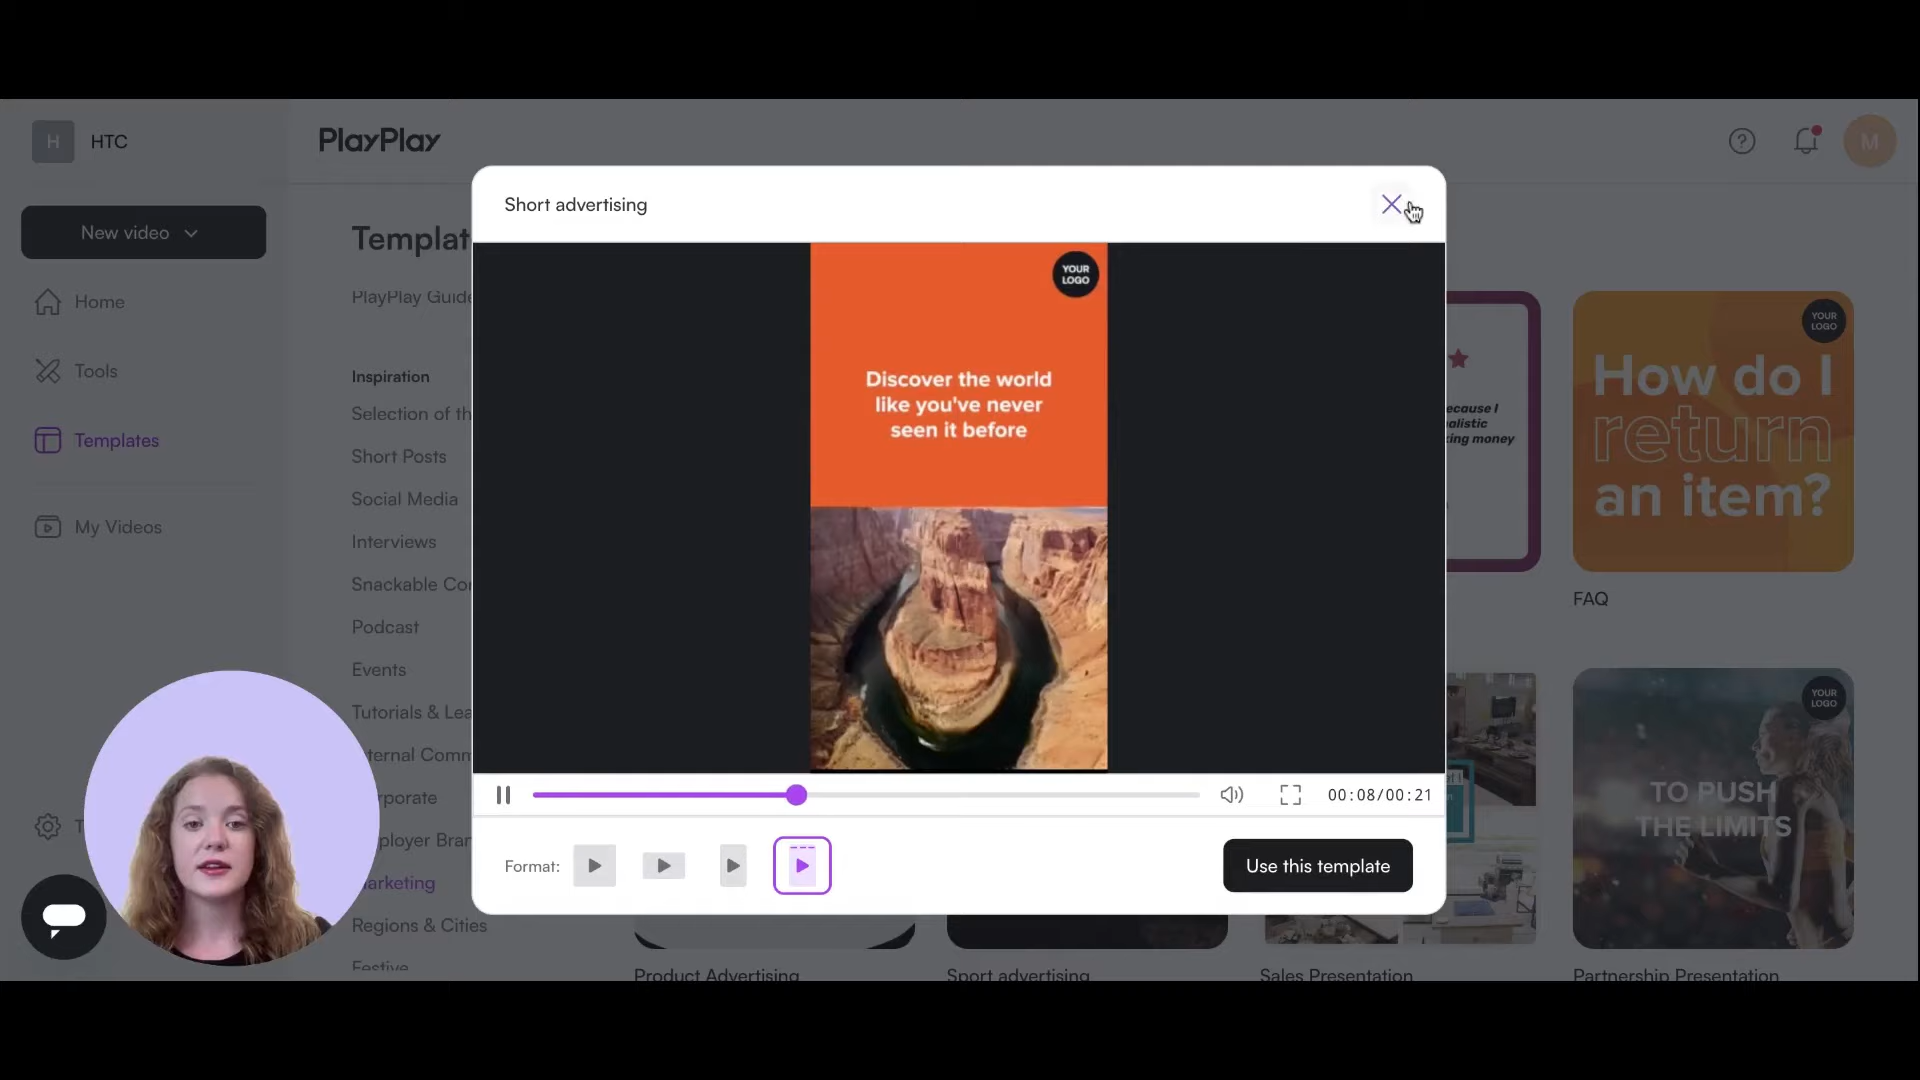 H HTC
PlayPlay
M
New video
Home
Tools
Templates
My Videos
Templat
PlayPlay Guide
Inspiration
Selection of th
Short Posts
Social Media
Interviews
Snackable Co
Podcast
Events
Tutorials & Lea
ternal Comm
rporate
ployer Bran
arketing
Regions & Cities
Festive
Short advertising
YOUR
LOGO
Discover the world
like you've never
seen it before
00:08/00:21
Format:
Use this template
ecause I
alistic
king money
YOUR
LOGO
How do I
return
an item?
FAQ
YOUR
LOGO
TO PUSH
THE LIMITS
Product Advertising
Sport advertising
Sales Presentation
Partnership Presentation